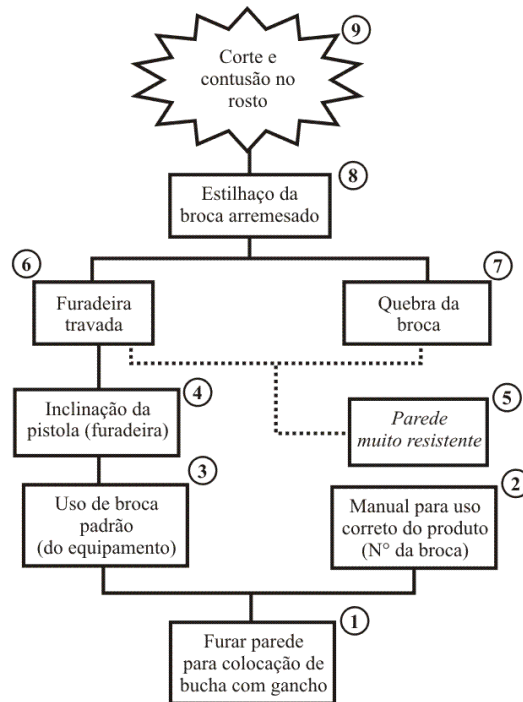 9
Corte e
contusão no
rosto
8
Estilhaço da
broca arremesado
6
Furadeira
travada
7
Quebra da
broca
4
Inclinação da
pistola (furadeira)
5
Parede
muito resistente
3
Uso de broca
padrão
(do equipamento)
2
Manual para uso
correto do produto
(N° da broca)
1
Furar parede
para colocação de
bucha com gancho